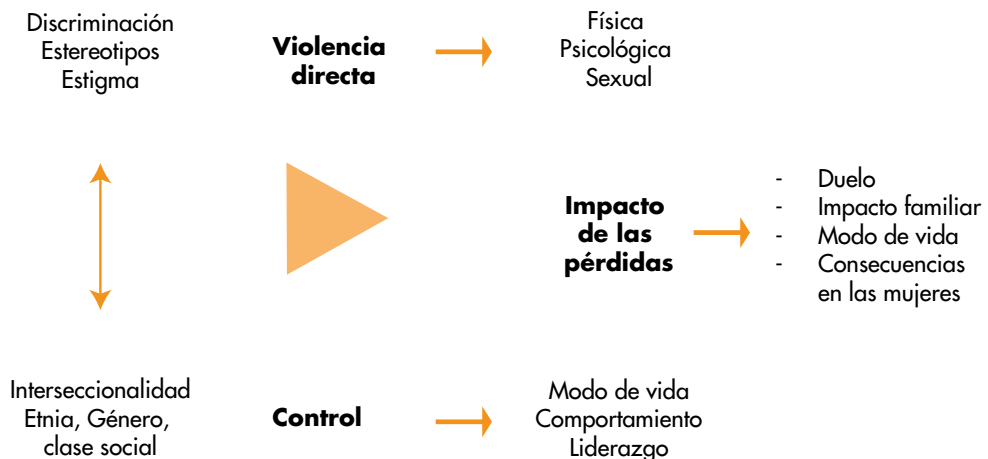 Discriminación
Estereotipos
Estigma
Violencia
directa
Física
Psicológica
Sexual
Impacto
de las
pérdidas
- Duelo
- Impacto familiar
- Modo de vida
- Consecuencias
en las mujeres
Interseccionalidad
Etnia, Género,
clase social
Control
Modo de vida
Comportamiento
Liderazgo